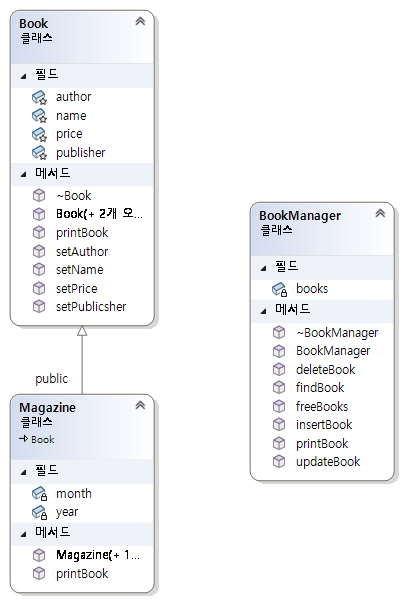 Book
클래스
필드
author
name
price
publisher
메서드
~Book
Book(+ 2개 오...
printBook
setAuthor
setName
setPrice
setPublicsher
public
Magazine
클래스
Book
필드
month
year
메서드
Magazine(+ 1...
printBook
BookManager
클래스
필드
books
메서드
~BookManager
BookManager
deleteBook
findBook
freeBooks
insertBook
printBook
updateBook